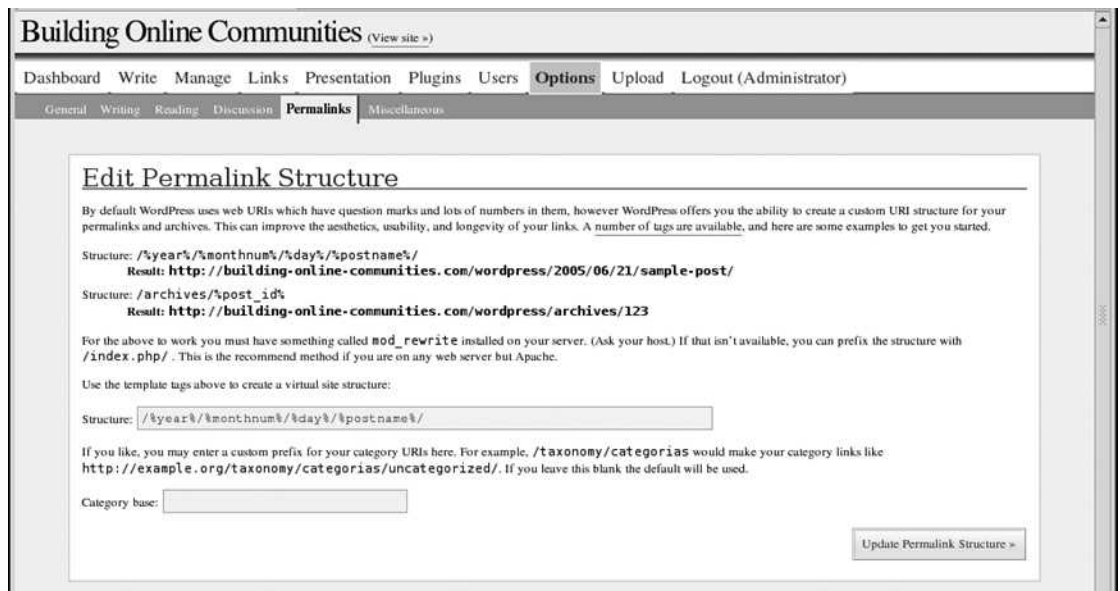 Building Online Communities (View site »)
Dashboard Write Manage Links Presentation Plugins Users Options Upload Logout (Administrator)
General Writing Reading Discussion Permalinks Miscellaneous
Edit Permalink Structure
By default WordPress uses web URIs which have question marks and lots of numbers in them, however WordPress offers you the ability to create a custom URI structure for your
permalinks and archives. This can improve the aesthetics, usability, and longevity of your links. A number of tags are available, and here are some examples to get you started.
Structure: /%year%/%monthnum%/%day%/%postname%/
Result: http://building-online-communities.com/wordpress/2005/06/21/sample-post/
Structure: /archives/%post_id%
Result: http://building-online-communities.com/wordpress/archives/123
For the above to work you must have something called mod_rewrite installed on your server. (Ask your host.) If that isn't available, you can prefix the structure with
/index.php/ . This is the recommend method if you are on any web server but Apache.
Use the template tags above to create a virtual site structure:
Structure: /%year%/%monthnum%/%day%/%postname%/
If you like, you may enter a custom prefix for your category URIs here. For example, /taxonomy/categorias would make your category links like
http://example.org/taxonomy/categorias/uncategorized/. If you leave this blank the default will be used.
Category base:
Update Permalink Structure »